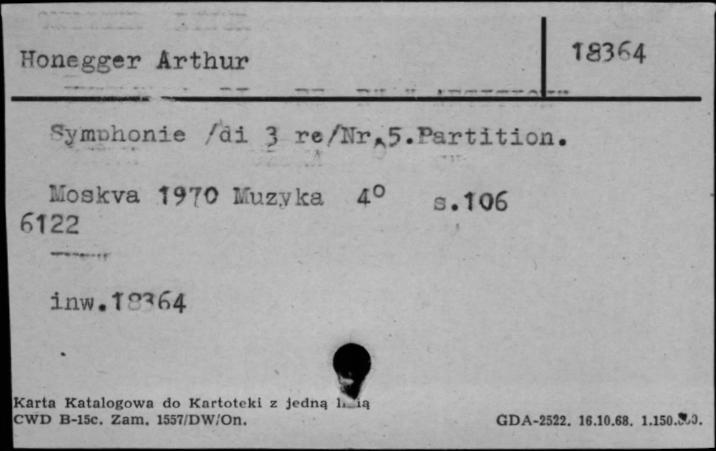 Honegger Arthur
18364
Symphonie /di 3 re/Nr.5.Partition.
Moskva 1970 Muzyka 4° s.106
6122
inw.18364
Karta Katalogowa do Kartoteki z jedną
CWD B-15c. Zam. 1557/DW/On.
GDA-2522. 16.10.68.